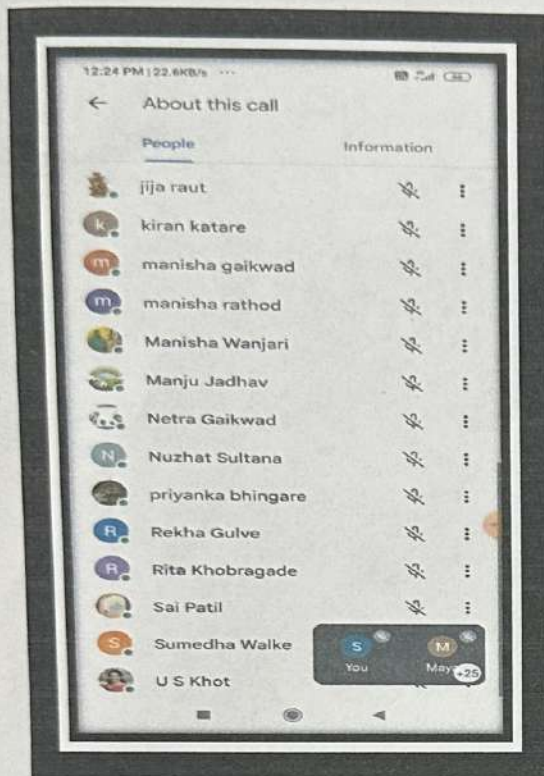 12:24 PM | 22.6KB/s ...
About this call
People Information
jija raut
k kiran katare
m manisha gaikwad
m manisha rathod
Manisha Wanjari
Manju Jadhav
Netra Gaikwad
N Nuzhat Sultana
priyanka bhingare
R Rekha Gulve
R Rita Khobragade
Sai Patil
S Sumedha Walke
U S Khot
S M
You May
+25